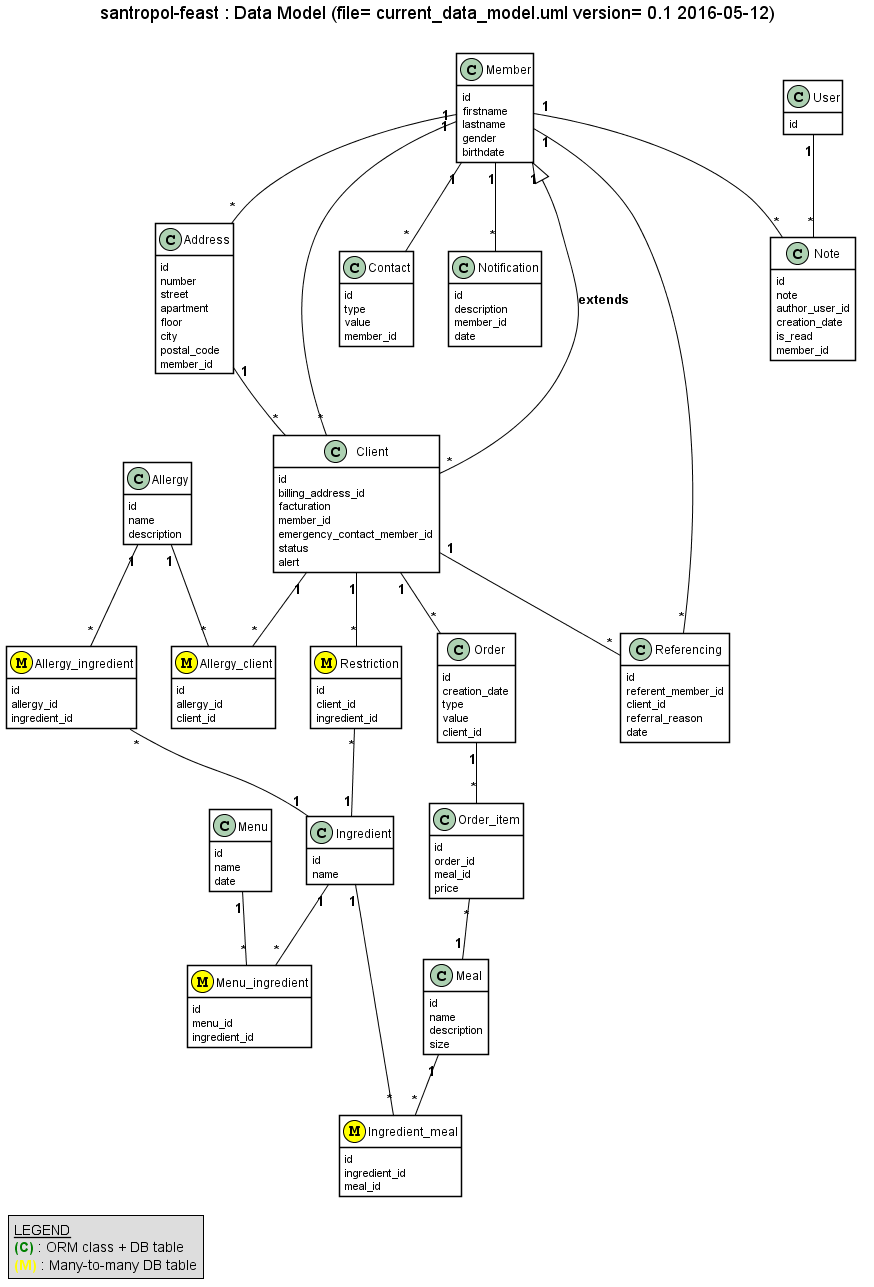 santropol-feast : Data Model (file= current_data_model.uml version= 0.1 2016-05-12)
C Member
id
firstname
lastname
gender
birthdate
C User
id
1
1
1
1
1
1
1
1
1
*
*
*
*
*
C Address
id
number
street
apartment
floor
city
postal_code
member_id
C Contact
id
type
value
member_id
C Notification
id
description
member_id
date
C Note
id
note
author_user_id
creation_date
is_read
member_id
extends
1
*
*
*
C Client
id
billing_address_id
facturation
member_id
emergency_contact_member_id
status
alert
C Allergy
id
name
description
1
1
1
1
1
1
*
*
*
*
*
*
*
M Allergy_ingredient
id
allergy_id
ingredient_id
M Allergy_client
id
allergy_id
client_id
M Restriction
id
client_id
ingredient_id
C Order
id
creation_date
type
value
client_id
C Referencing
id
referent_member_id
client_id
referral_reason
date
*
*
1
1
1
*
C Menu
id
name
date
C Ingredient
id
name
C Order_item
id
order_id
meal_id
price
1
1
1
*
*
*
1
M Menu_ingredient
id
menu_id
ingredient_id
C Meal
id
name
description
size
1
*
*
M Ingredient_meal
id
ingredient_id
meal_id
LEGEND
(C) : ORM class + DB table
(M) : Many-to-many DB table